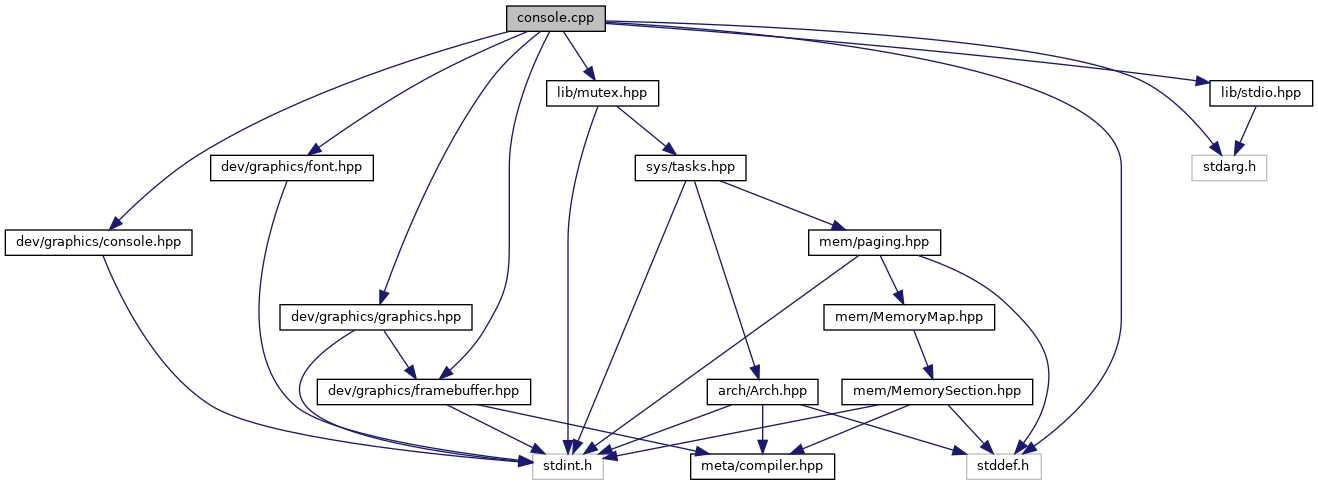 console.cpp
lib/mutex.hpp
lib/stdio.hpp
dev/graphics/font.hpp
sys/tasks.hpp
stdarg.h
dev/graphics/console.hpp
mem/paging.hpp
dev/graphics/graphics.hpp
mem/MemoryMap.hpp
dev/graphics/framebuffer.hpp
arch/Arch.hpp
mem/MemorySection.hpp
stdint.h
meta/compiler.hpp
stddef.h